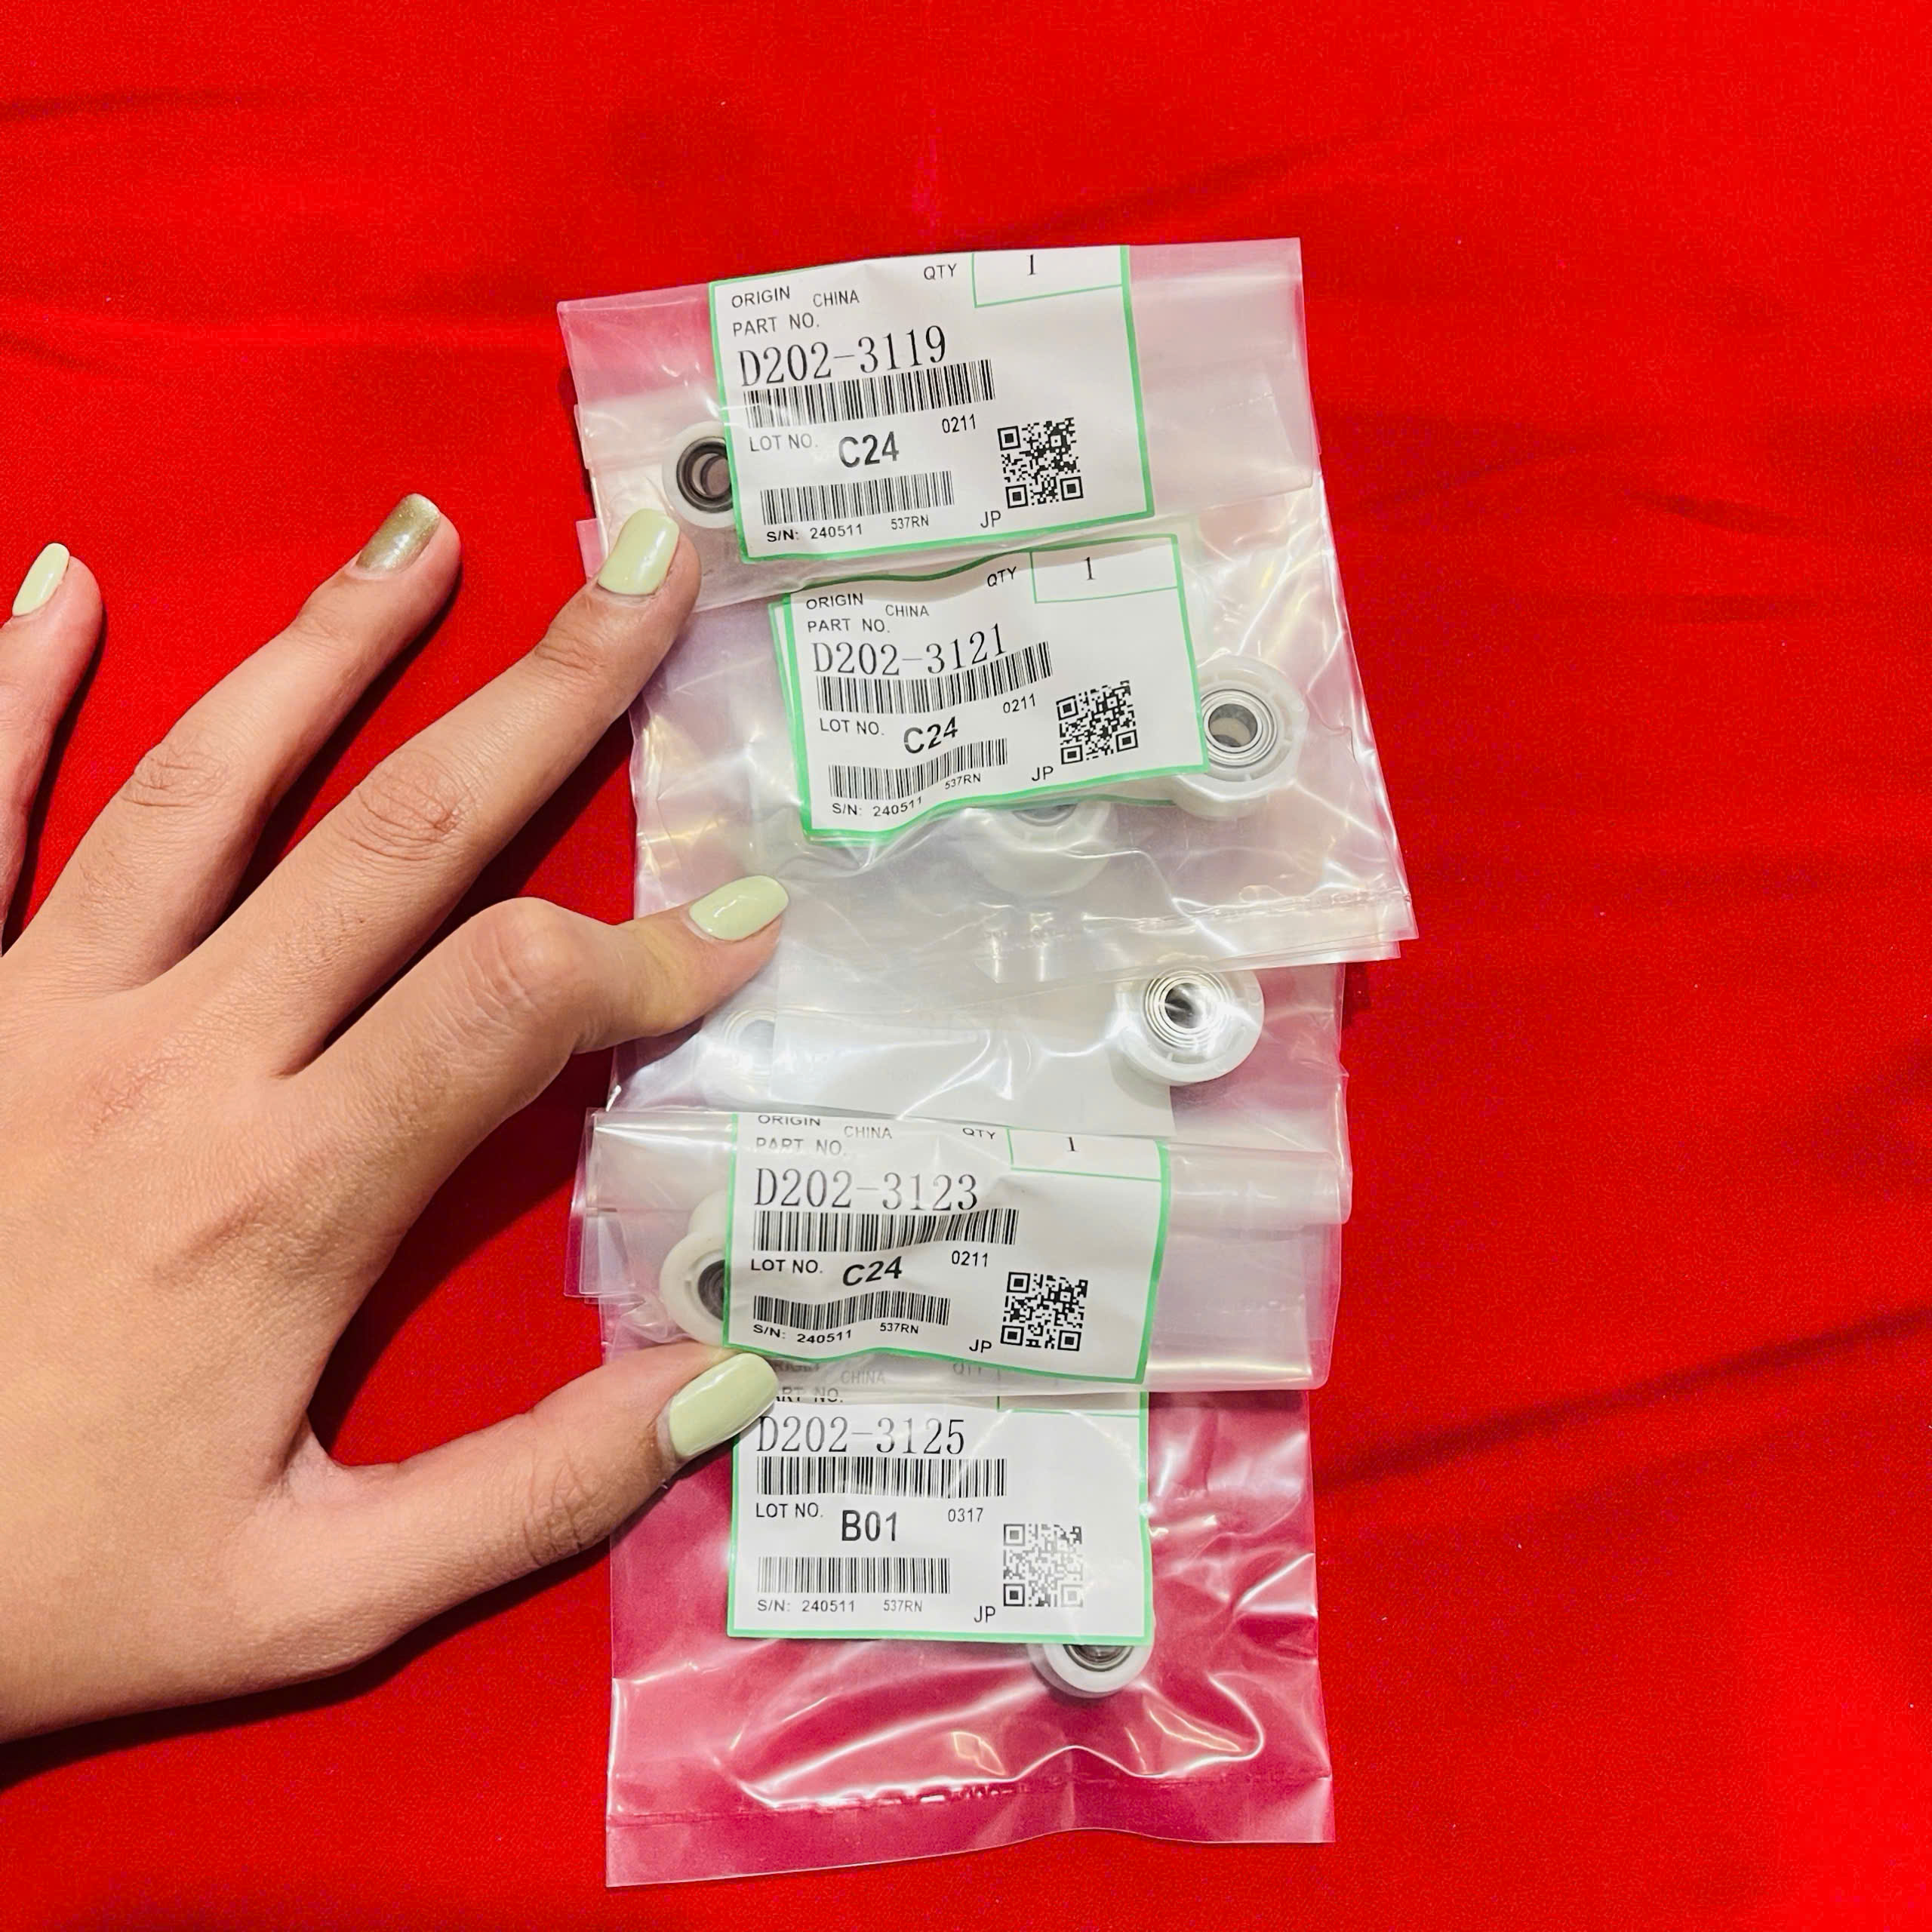 QTY 1
ORIGIN CHINA
PART NO.
D202-3119
LOT NO. C24 0211
S/N: 240511 537RN JP
QTY 1
ORIGIN CHINA
PART NO.
D202-3121
LOT NO. C24 0211
S/N: 240511 537RN JP
ORIGIN CHINA QTY 1
PART NO.
D202-3123
LOT NO. C24 0211
S/N: 240511 537RN JP
ORIGIN CHINA QTY
PART NO.
D202-3125
LOT NO. B01 0317
S/N: 240511 537RN JP